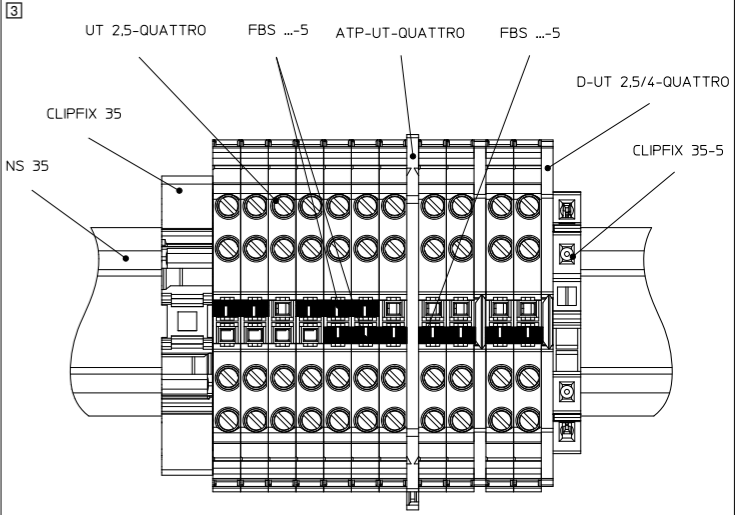 3
UT 2,5-QUATTRO FBS ...-5 ATP-UT-QUATTRO FBS ...-5
D-UT 2,5/4-QUATTRO
CLIPFIX 35
CLIPFIX 35-5
NS 35